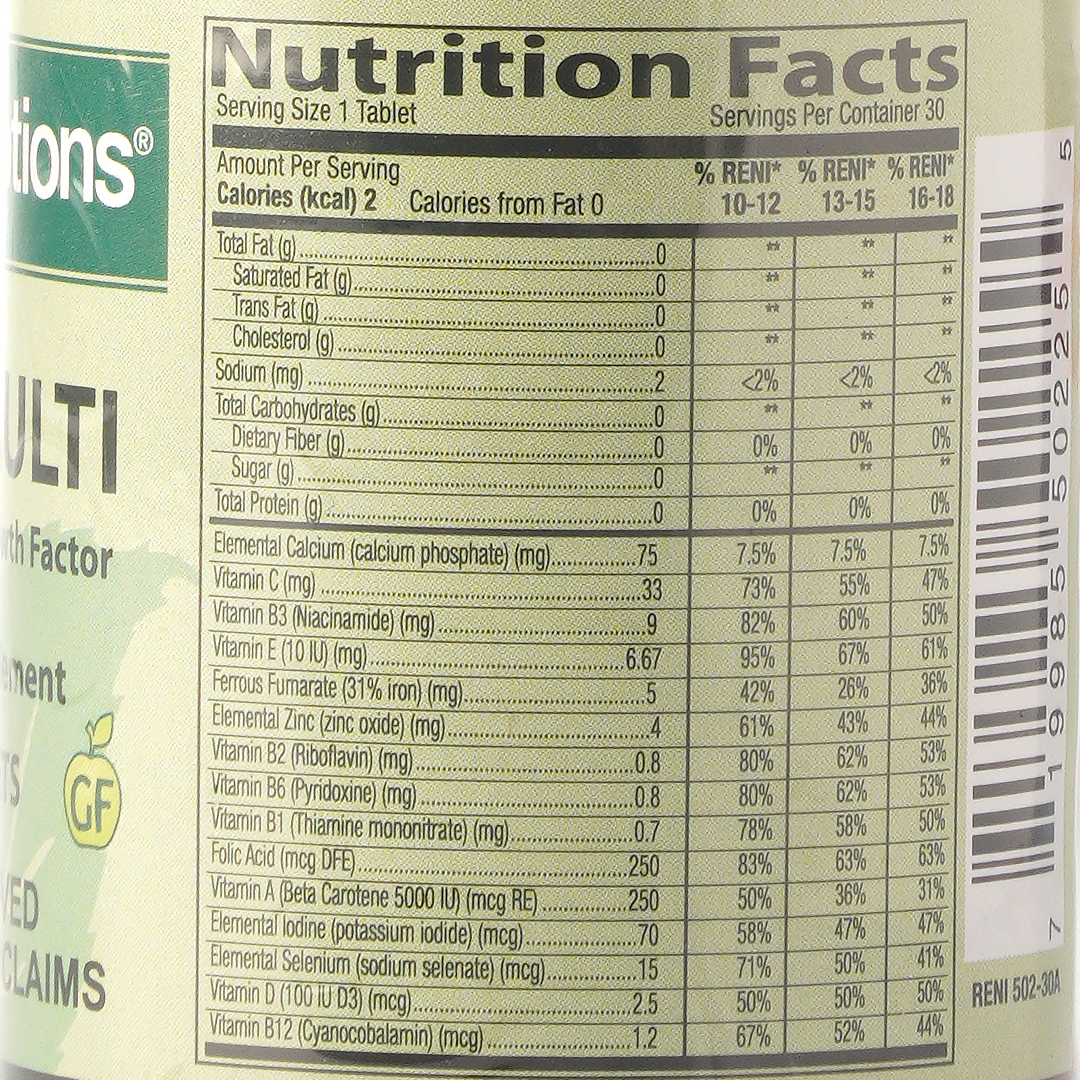 Nutrition Facts
Serving Size 1 Tablet Servings Per Container 30
Amount Per Serving % RENI* % RENI* % RENI*
Calories (kcal) 2 Calories from Fat 0 10-12 13-15 16-18
Total Fat (g) 0 ** ** **
Saturated Fat (g) 0 ** ** **
Trans Fat (g) 0 ** ** **
Cholesterol (g) 0 ** ** **
Sodium (mg) 2 <2% <2% <2%
Total Carbohydrates (g) 0 ** ** **
Dietary Fiber (g) 0 0% 0% 0%
Sugar (g) 0 ** ** **
Total Protein (g) 0 0% 0% 0%
Elemental Calcium (calcium phosphate) (mg) 75 7.5% 7.5% 7.5%
Vitamin C (mg) 33 73% 55% 47%
Vitamin B3 (Niacinamide) (mg) 9 82% 60% 50%
Vitamin E (10 IU) (mg) 6.67 95% 67% 61%
Ferrous Fumarate (31% iron) (mg) 5 42% 26% 36%
Elemental Zinc (zinc oxide) (mg) 4 61% 43% 44%
Vitamin B2 (Riboflavin) (mg) 0.8 80% 62% 53%
Vitamin B6 (Pyridoxine) (mg) 0.8 80% 62% 53%
Vitamin B1 (Thiamine mononitrate) (mg) 0.7 78% 58% 50%
Folic Acid (mcg DFE) 250 83% 63% 63%
Vitamin A (Beta Carotene 5000 IU) (mcg RE) 250 50% 36% 31%
Elemental Iodine (potassium iodide) (mcg) 70 58% 47% 47%
Elemental Selenium (sodium selenate) (mcg) 15 71% 50% 41%
Vitamin D (100 IU D3) (mcg) 2.5 50% 50% 50%
Vitamin B12 (Cyanocobalamin) (mcg) 1.2 67% 52% 44%
tions®
ULTI
th Factor
ment
TS
GF
VED
CLAIMS
7 19985 50225 5
RENI 502-30A